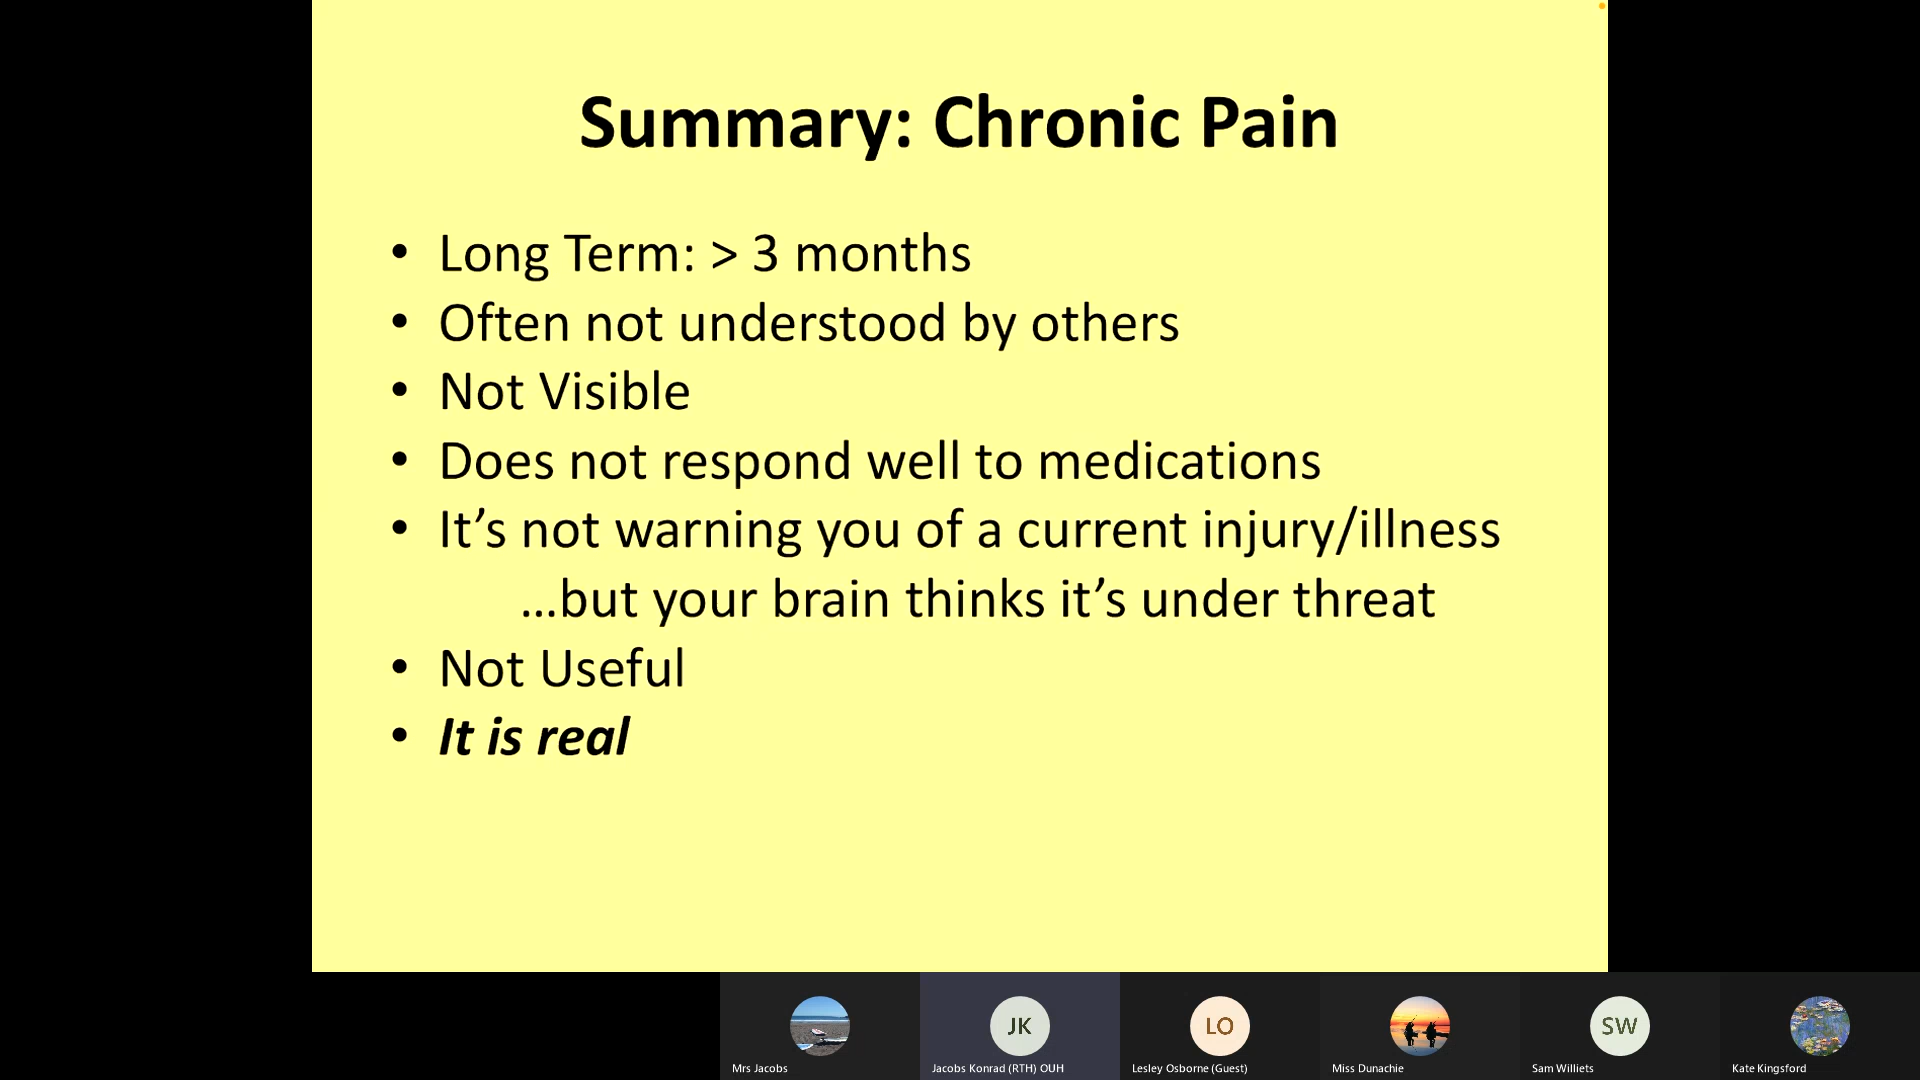 Summary: Chronic Pain
• Long Term: > 3 months
• Often not understood by others
• Not Visible
• Does not respond well to medications
• It’s not warning you of a current injury/illness
...but your brain thinks it’s under threat
• Not Useful
• It is real
JK
LO
SW
Mrs Jacobs
Jacobs Konrad (RTH) OUH
Lesley Osborne (Guest)
Miss Dunachie
Sam Williets
Kate Kingsford